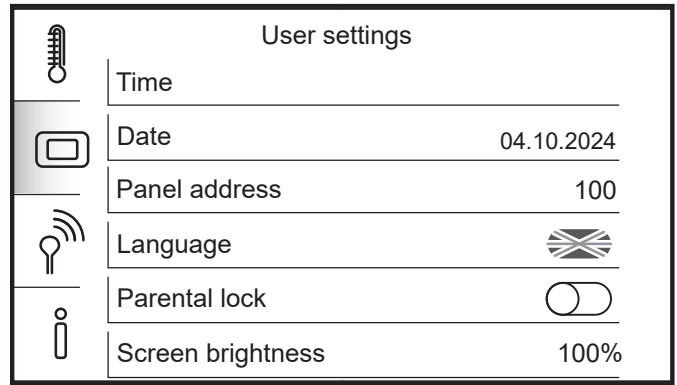 User settings
Time
Date 04.10.2024
Panel address 100
Language
Parental lock
Screen brightness 100%